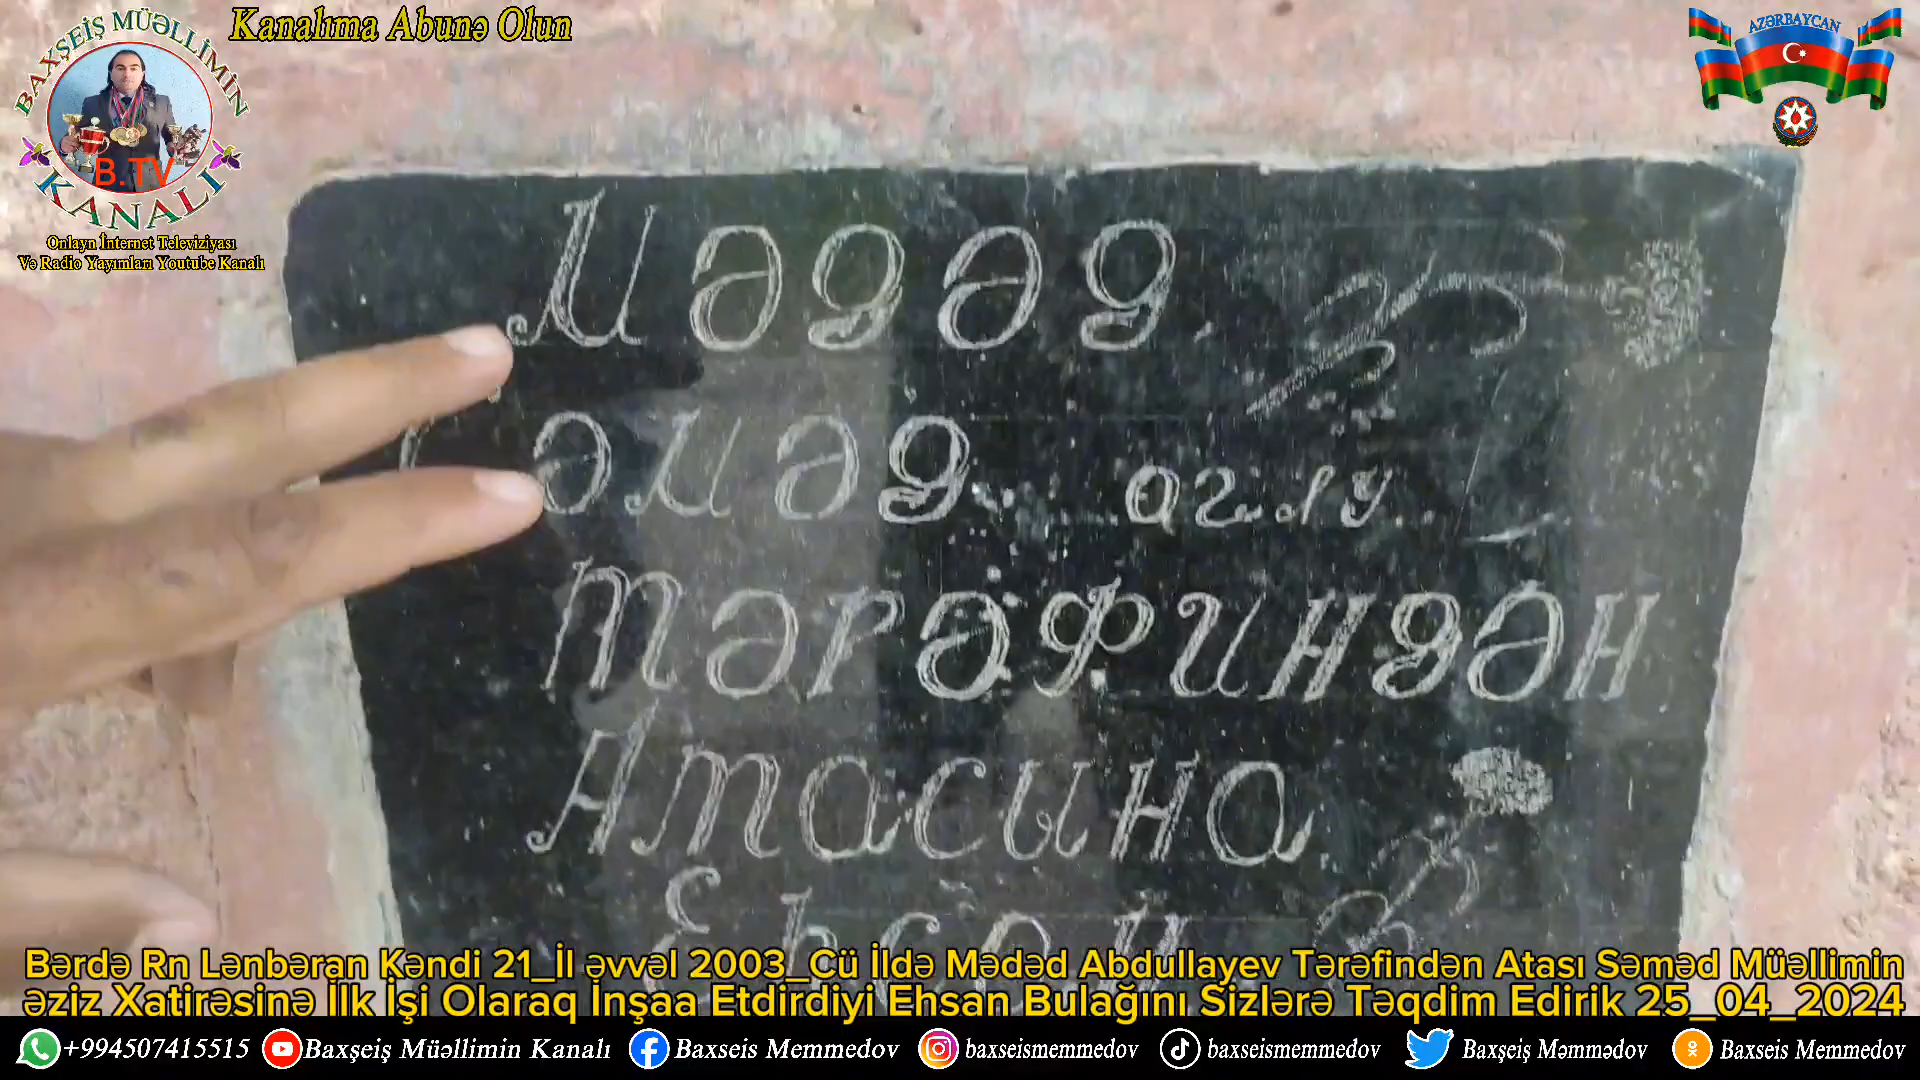 Kanalıma Abunə Olun
BAXŞEİŞ MÜƏLLİMİN
B.TV
KANALI
Onlayn İnternet Televiziyası
Və Radio Yayımları Youtube Kanalı
AZƏRBAYCAN
Мәдәд
Сәмәд оғлу
тәрәфиндән
Атасина
Еһсан
Bərdə Rn Lənbəran Kəndi 21_İl əvvəl 2003_Cü İldə Mədəd Abdullayev Tərəfindən Atası Səməd Müəllimin
əziz Xatirəsinə İlk İşi Olaraq İnşaa Etdirdiyi Ehsan Bulağını Sizlərə Təqdim Edirik 25_04_2024
+994507415515 Baxşeiş Müəllimin Kanalı Baxseis Memmedov baxseismemmedov baxseismemmedov Baxşeiş Məmmədov Baxseis Memmedov